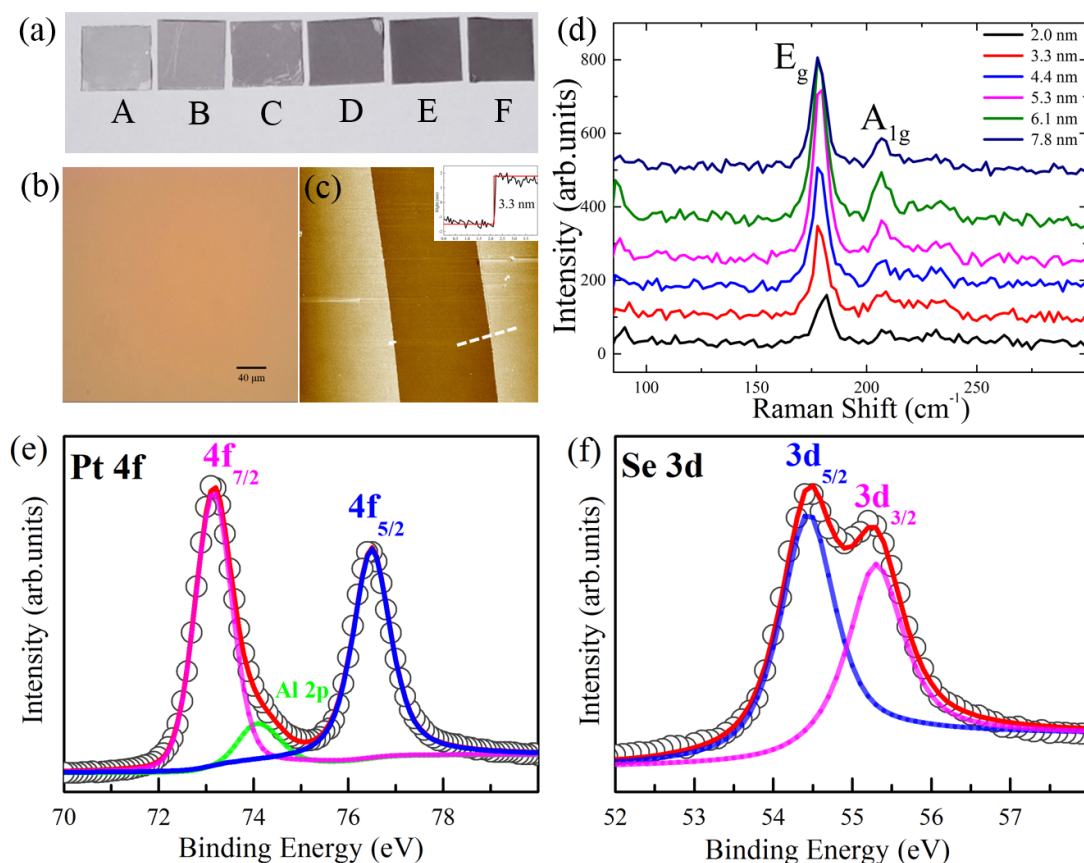 (a)
A B C D E F
(b)
40 μm
(c)
3.3 nm
(d)
E_g
A_1g
2.0 nm
3.3 nm
4.4 nm
5.3 nm
6.1 nm
7.8 nm
Intensity (arb.units)
800
600
400
200
0
100 150 200 250
Raman Shift (cm⁻¹)
(e)
Pt 4f
4f 7/2
4f 5/2
Al 2p
Intensity (arb.units)
70 72 74 76 78
Binding Energy (eV)
(f)
Se 3d
3d 5/2
3d 3/2
Intensity (arb.units)
52 53 54 55 56 57
Binding Energy (eV)